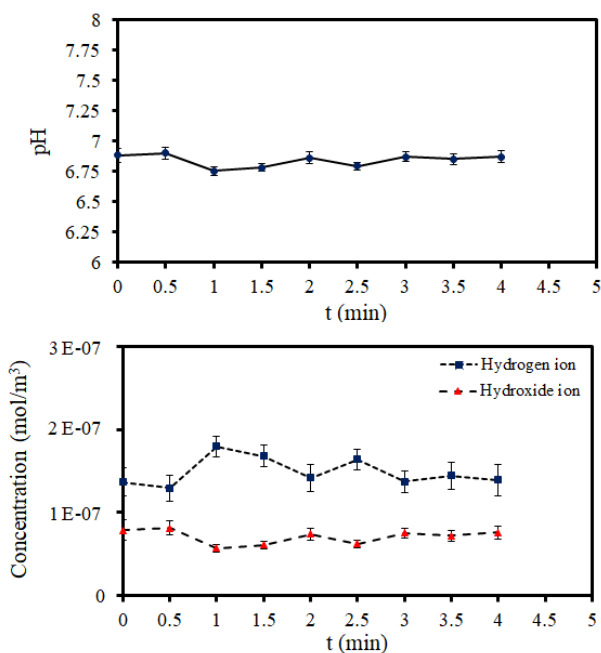 8
7.75
7.5
7.25
7
6.75
6.5
6.25
6
pH
0 0.5 1 1.5 2 2.5 3 3.5 4 4.5 5
t (min)
3 E-07
2 E-07
1 E-07
0
Concentration (mol/m³)
Hydrogen ion
Hydroxide ion
0 0.5 1 1.5 2 2.5 3 3.5 4 4.5 5
t (min)